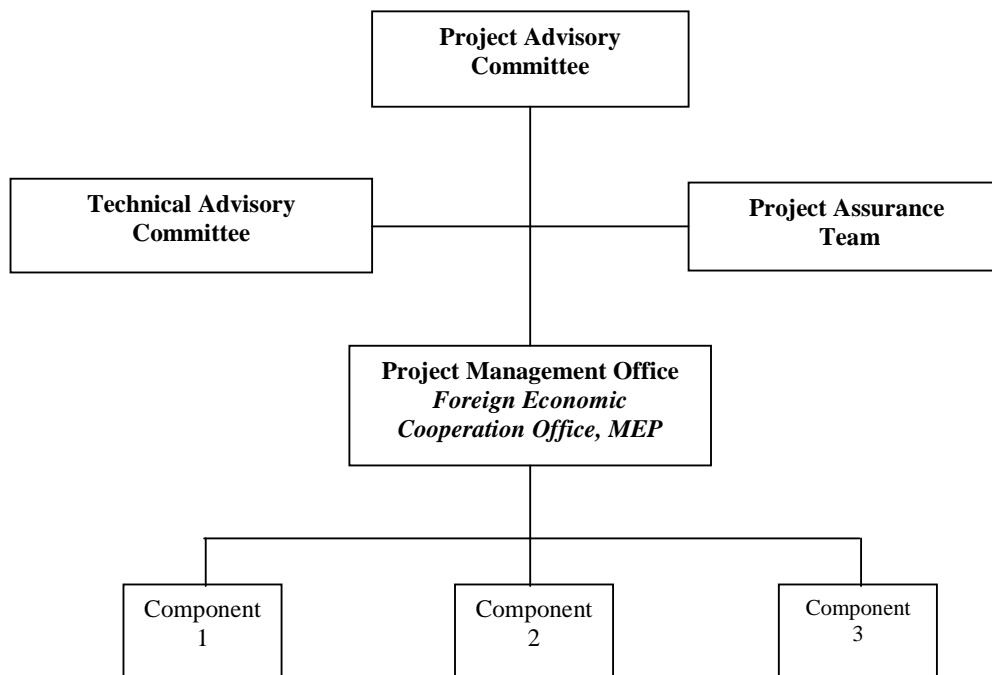 Project Advisory
Committee
Technical Advisory
Committee
Project Assurance
Team
Project Management Office
Foreign Economic
Cooperation Office, MEP
Component
1
Component
2
Component
3